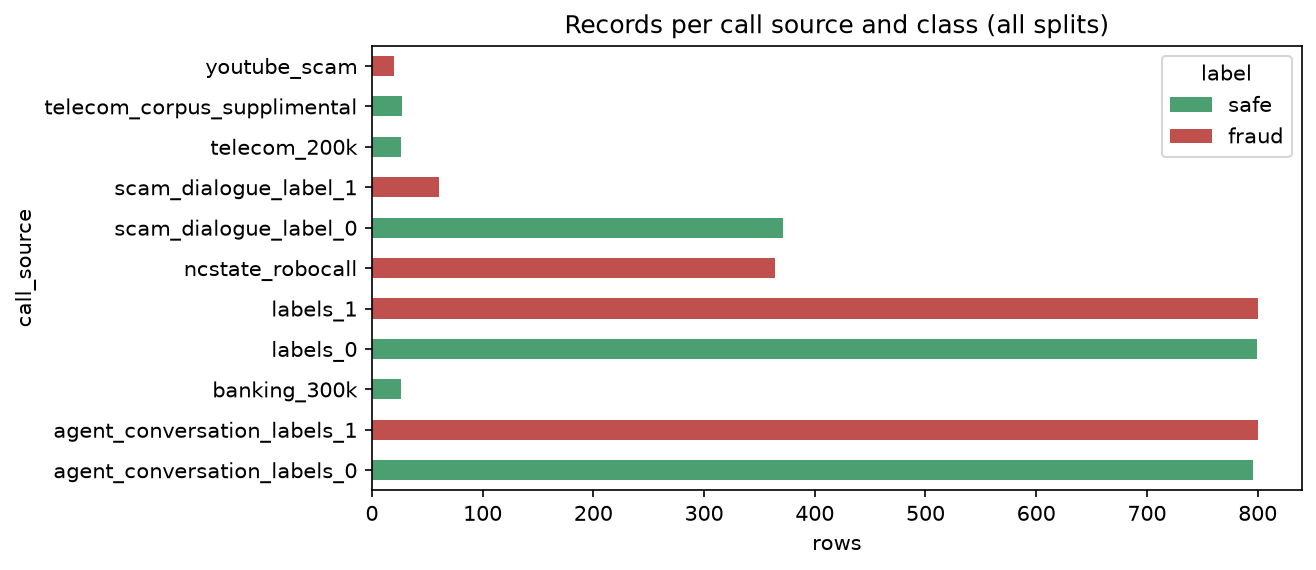 Records per call source and class (all splits)
label
safe
fraud
call_source
youtube_scam
telecom_corpus_supplimental
telecom_200k
scam_dialogue_label_1
scam_dialogue_label_0
ncstate_robocall
labels_1
labels_0
banking_300k
agent_conversation_labels_1
agent_conversation_labels_0
0 100 200 300 400 500 600 700 800
rows